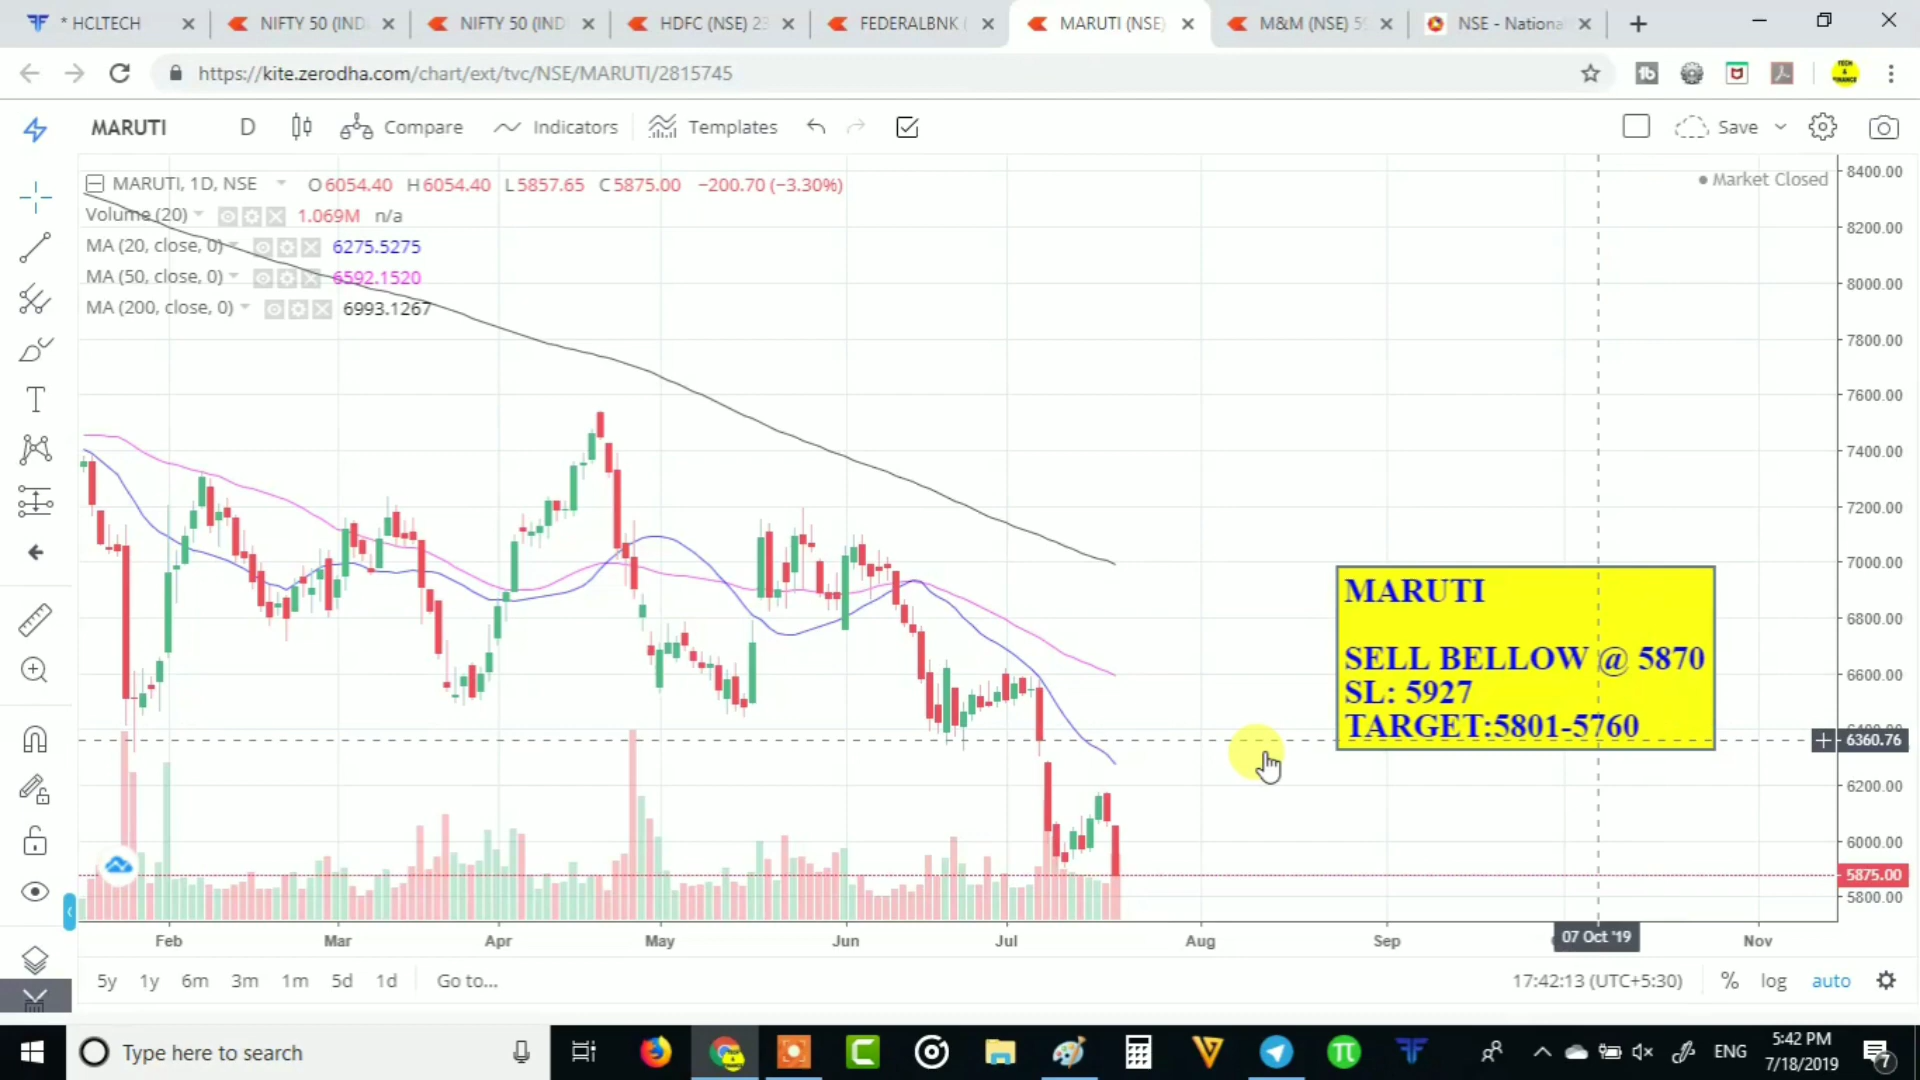 * HCLTECH
NIFTY 50 (IND
NIFTY 50 (IND
HDFC (NSE) 23
FEDERALBNK (
MARUTI (NSE)
M&M (NSE) 59
NSE - Nationa
https://kite.zerodha.com/chart/ext/tvc/NSE/MARUTI/2815745
MARUTI D Compare Indicators Templates Save
MARUTI, 1D, NSE O6054.40 H6054.40 L5857.65 C5875.00 −200.70 (−3.30%)
Market Closed
Volume (20) 1.069M n/a
MA (20, close, 0) 6275.5275
MA (50, close, 0) 6592.1520
MA (200, close, 0) 6993.1267
8400.00
8200.00
8000.00
7800.00
7600.00
7400.00
7200.00
7000.00
6800.00
6600.00
6400.00
6360.76
6200.00
6000.00
5875.00
5800.00
MARUTI
SELL BELLOW @ 5870
SL: 5927
TARGET:5801-5760
Feb Mar Apr May Jun Jul Aug Sep 07 Oct '19 Nov
5y 1y 6m 3m 1m 5d 1d Go to... 17:42:13 (UTC+5:30) % log auto
Type here to search
ENG
5:42 PM
7/18/2019
7